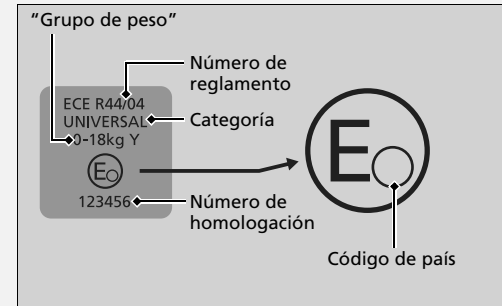 “Grupo de peso”
Número de
reglamento
ECE R44/04
UNIVERSAL
Categoría
0-18kg Y
E
E
123456
Número de
homologación
Código de país